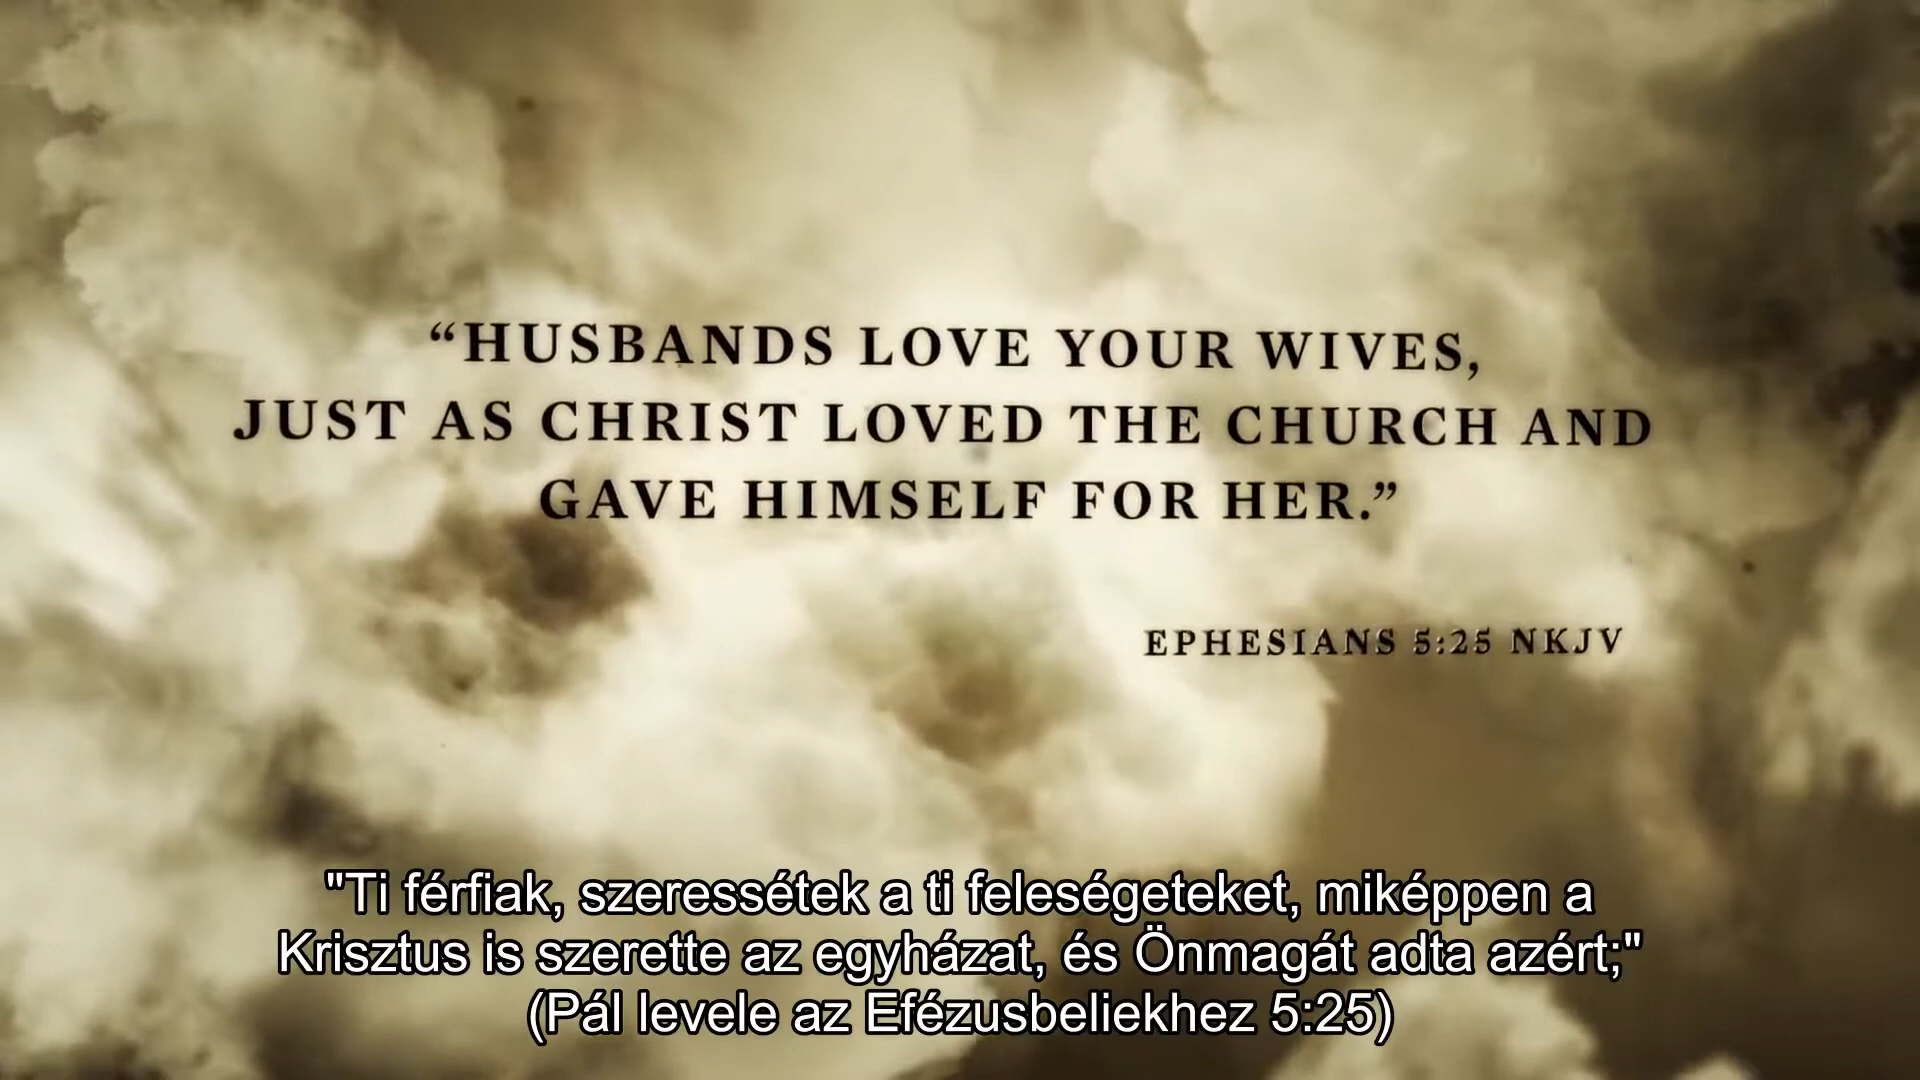 “HUSBANDS LOVE YOUR WIVES,
JUST AS CHRIST LOVED THE CHURCH AND
GAVE HIMSELF FOR HER.”
EPHESIANS 5:25 NKJV
"Ti férfiak, szeressétek a ti feleségeteket, miképpen a
Krisztus is szerette az egyházat, és Önmagát adta azért;"
(Pál levele az Efézusbeliekhez 5:25)